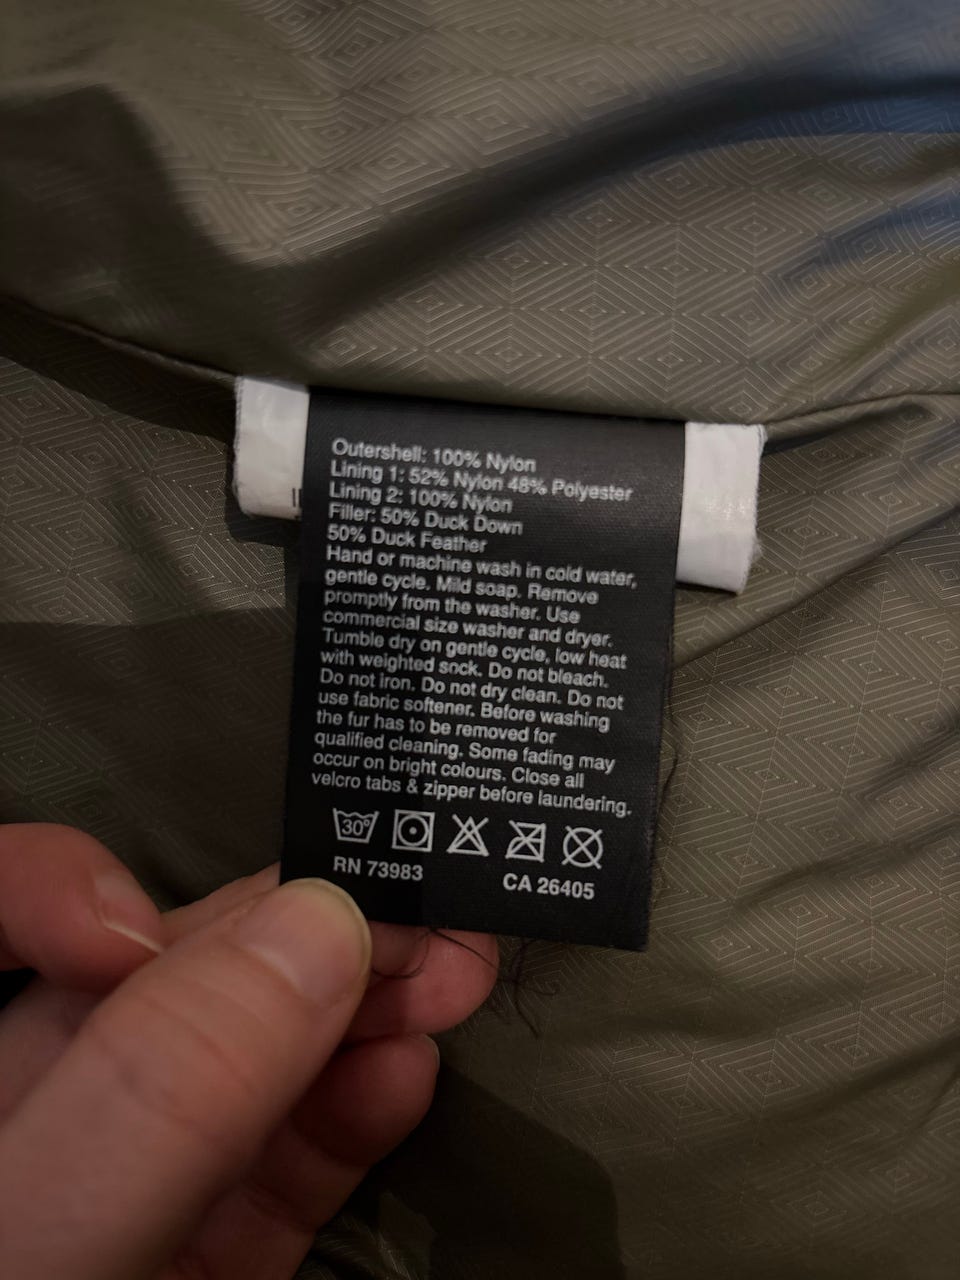 Outershell: 100% Nylon
Lining 1: 52% Nylon 48% Polyester
Lining 2: 100% Nylon
Filler: 50% Duck Down
50% Duck Feather
Hand or machine wash in cold water,
gentle cycle. Mild soap. Remove
promptly from the washer. Use
commercial size washer and dryer.
Tumble dry on gentle cycle, low heat
with weighted sock. Do not bleach.
Do not iron. Do not dry clean. Do not
use fabric softener. Before washing
the fur has to be removed for
qualified cleaning. Some fading may
occur on bright colours. Close all
velcro tabs & zipper before laundering.
30°
RN 73983 CA 26405